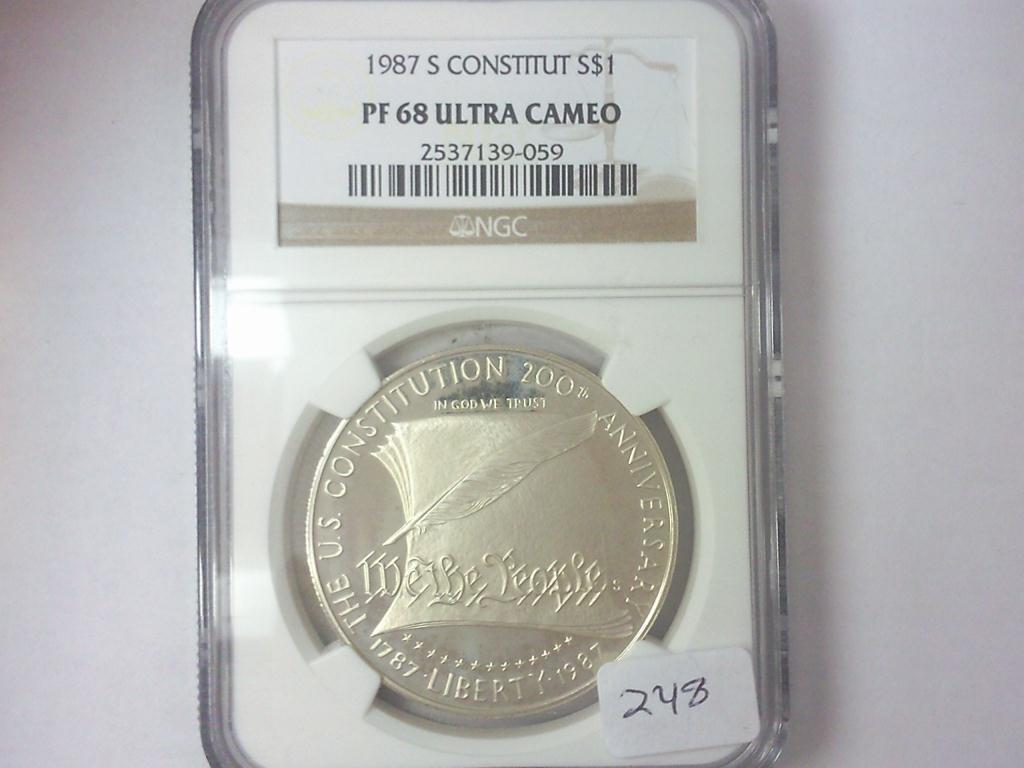 1987 S CONSTITUT S$1
PF 68 ULTRA CAMEO
2537139-059
NGC
THE U.S. CONSTITUTION 200th ANNIVERSARY
IN GOD WE TRUST
We the People
S
1787 · LIBERTY · 1987
248